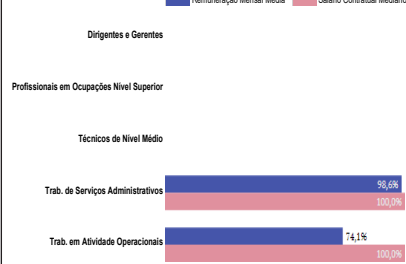 Remuneração Mensal Média Salário Contratual Mediano
Dirigentes e Gerentes
Profissionais em Ocupações Nível Superior
Técnicos de Nível Médio
Trab. de Serviços Administrativos 98,6%
100,0%
Trab. em Atividade Operacionais 74,1%
100,0%